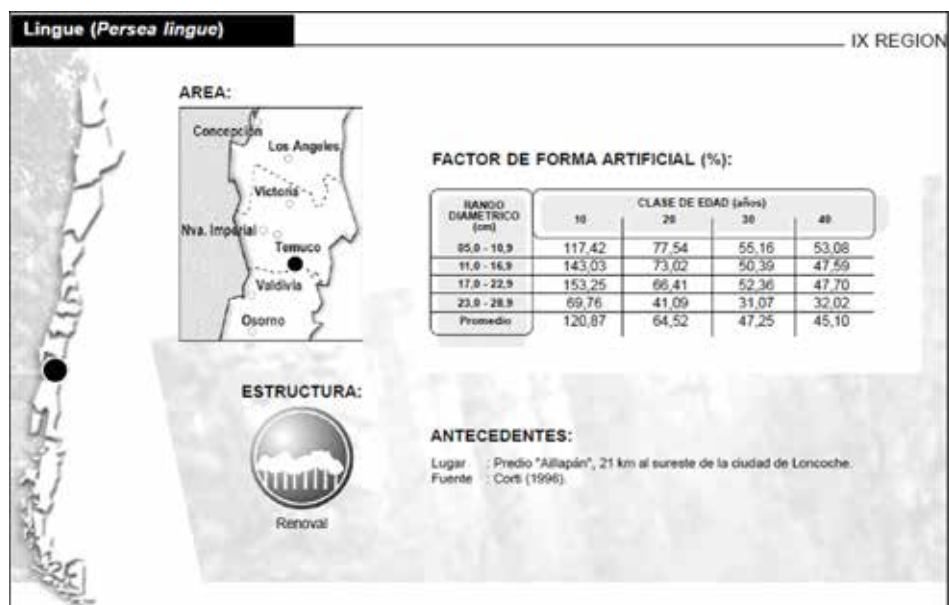 Lingue (Persea lingue)
IX REGION
AREA:
Concepción
Los Angeles
Victoria
Nva. Imperial
Temuco
Valdivia
Osorno
FACTOR DE FORMA ARTIFICIAL (%):
RANGO DIAMETRICO (cm)
CLASE DE EDAD (años)
10 20 30 40
05,0 - 10,9 117,42 77,54 55,16 53,08
11,0 - 16,9 143,03 73,02 50,39 47,59
17,0 - 22,9 153,25 66,41 52,36 47,70
23,0 - 28,9 69,76 41,09 31,07 32,02
Promedio 120,87 64,52 47,25 45,10
ESTRUCTURA:
Renoval
ANTECEDENTES:
Lugar : Predio "Aillapán", 21 km al sureste de la ciudad de Loncoche.
Fuente : Corti (1996).